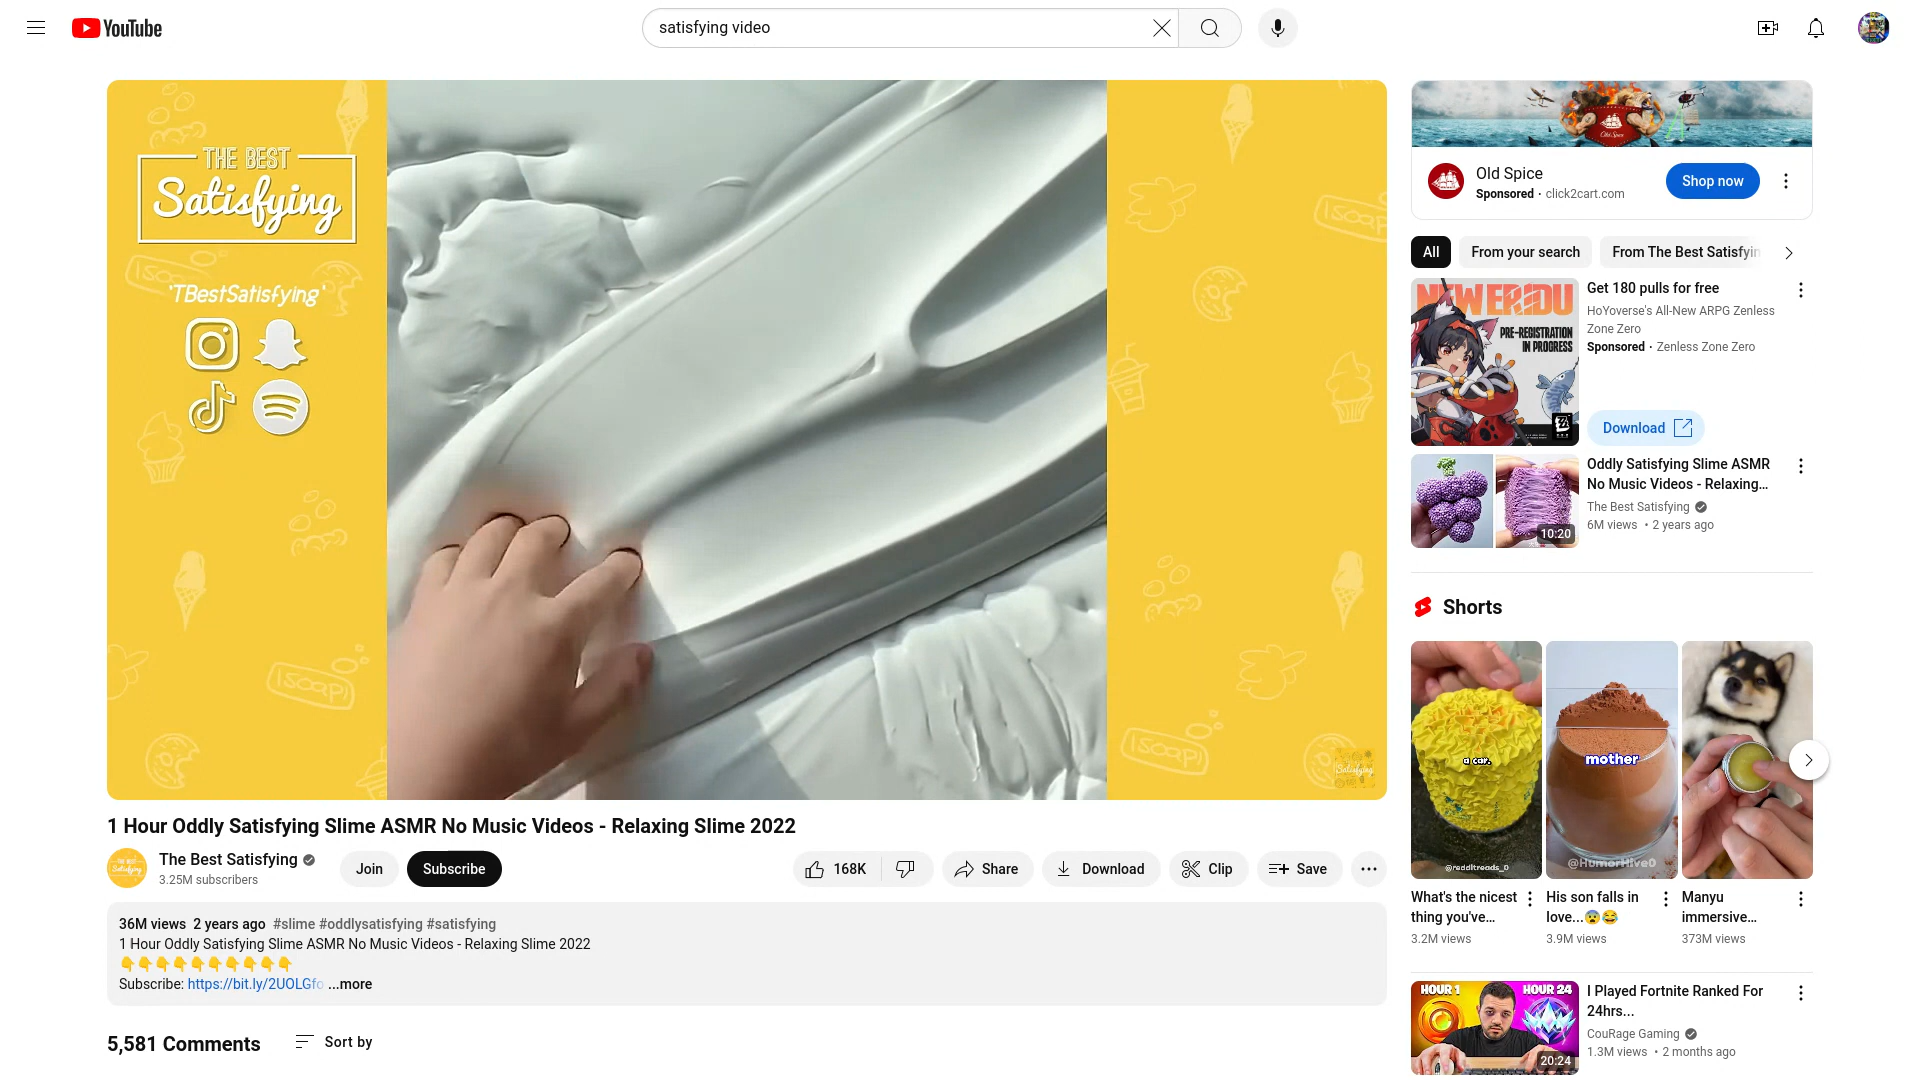 YouTube
satisfying video
THE BEST
Satisfying
'TBestSatisfying'
Isoap
1 Hour Oddly Satisfying Slime ASMR No Music Videos - Relaxing Slime 2022
The Best Satisfying
3.25M subscribers
Join
Subscribe
168K
Share
Download
Clip
Save
36M views 2 years ago #slime #oddlysatisfying #satisfying
1 Hour Oddly Satisfying Slime ASMR No Music Videos - Relaxing Slime 2022
Subscribe: https://bit.ly/2UOLGfo ...more
5,581 Comments
Sort by
Old Spice
Old Spice
Sponsored · click2cart.com
Shop now
All
From your search
From The Best Satisfyin
NEW ERIDU
PRE-REGISTRATION
IN PROGRESS
Get 180 pulls for free
HoYoverse's All-New ARPG Zenless
Zone Zero
Sponsored · Zenless Zone Zero
Download
10:20
Oddly Satisfying Slime ASMR
No Music Videos - Relaxing...
The Best Satisfying
6M views • 2 years ago
Shorts
a car.
@redditreads_0
What's the nicest
thing you've...
3.2M views
mother
@HumorHive0
His son falls in
love...😨😂
3.9M views
Manyu
immersive...
373M views
HOUR 1
HOUR 24
20:24
I Played Fortnite Ranked For
24hrs...
CouRage Gaming
1.3M views • 2 months ago